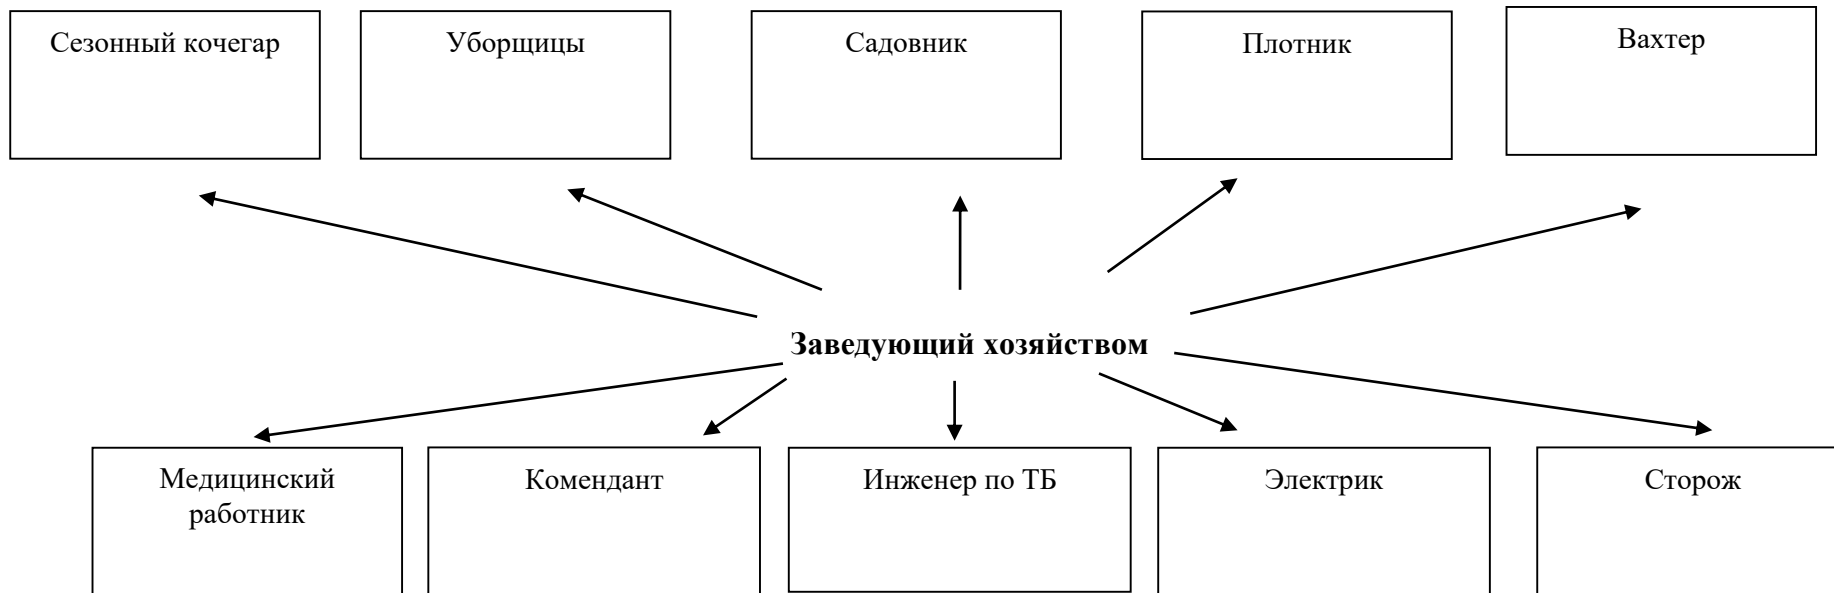 Сезонный кочегар
Уборщицы
Садовник
Плотник
Вахтер
Заведующий хозяйством
Медицинский
работник
Комендант
Инженер по ТБ
Электрик
Сторож